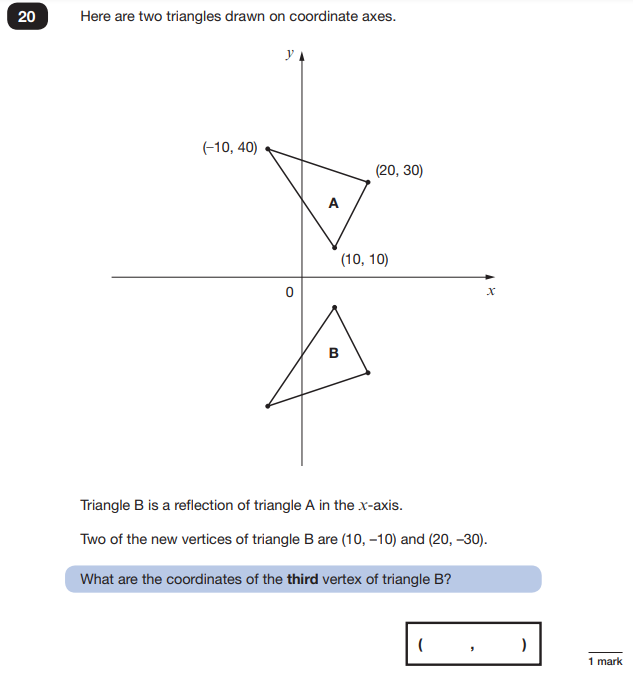 20
Here are two triangles drawn on coordinate axes.
y
(–10, 40)
(20, 30)
A
(10, 10)
0
x
B
Triangle B is a reflection of triangle A in the x-axis.
Two of the new vertices of triangle B are (10, –10) and (20, –30).
What are the coordinates of the third vertex of triangle B?
( , )
1 mark